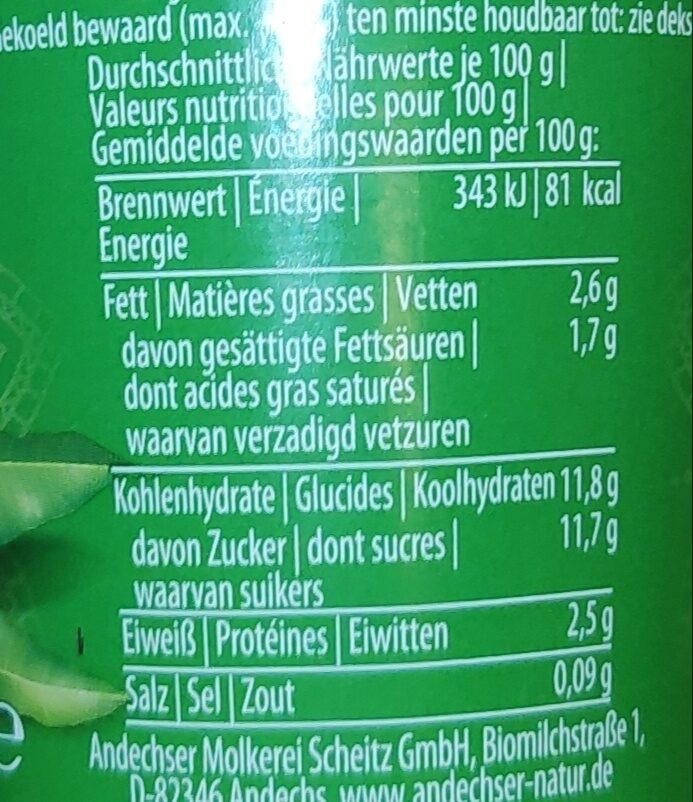 bewaard (max. ten minste houdbaar tot: zie
Nährwerte je 100 g |
Valeurs pour 100 g |
Gemiddelde voedingswaarden per 100 g:
Brennwert | Énergie | 343 kJ | 81 kcal
Energie
Fett | Matières grasses | Vetten 2,6 g
davon gesättigte Fettsäuren | 1,7 g
dont acides gras saturés |
waarvan verzadigd vetzuren
Kohlenhydrate | Glucides | Koolhydraten 11,8 g
davon Zucker | dont sucres | 11,7 g
waarvan suikers
Eiweiß | Protéines | Eiwitten 2,5 g
Salz | Sel | Zout 0,09 g
Andechser Molkerei Scheitz GmbH, Biomilchstraße 1,
D-82346 Andechs, www.andechser-natur.de